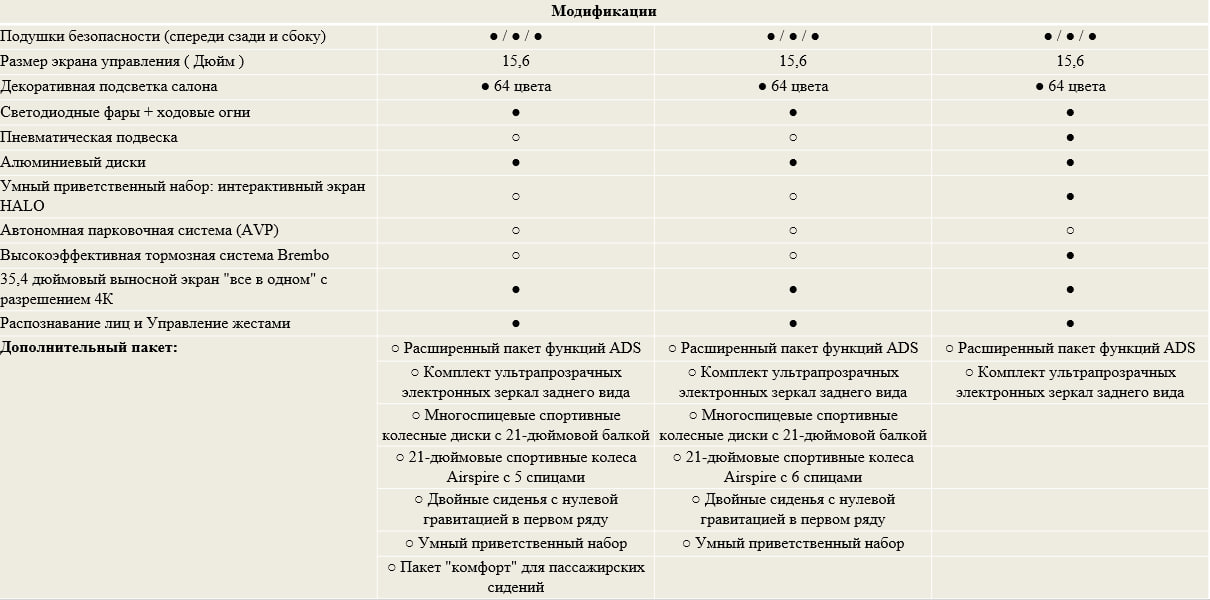 Модификации
Подушки безопасности (спереди сзади и сбоку) ● / ● / ● ● / ● / ● ● / ● / ●
Размер экрана управления ( Дюйм ) 15,6 15,6 15,6
Декоративная подсветка салона ● 64 цвета ● 64 цвета ● 64 цвета
Светодиодные фары + ходовые огни ● ● ●
Пневматическая подвеска ○ ○ ●
Алюминиевый диски ● ● ●
Умный приветственный набор: интерактивный экран
HALO ○ ○ ●
Автономная парковочная система (AVP) ○ ○ ○
Высокоэффективная тормозная система Brembo ○ ○ ●
35,4 дюймовый выносной экран "все в одном" с
разрешением 4К ● ● ●
Распознавание лиц и Управление жестами ● ● ●
Дополнительный пакет: ○ Расширенный пакет функций ADS ○ Расширенный пакет функций ADS ○ Расширенный пакет функций ADS
○ Комплект ультрапрозрачных ○ Комплект ультрапрозрачных ○ Комплект ультрапрозрачных
электронных зеркал заднего вида электронных зеркал заднего вида электронных зеркал заднего вида
○ Многоспицевые спортивные ○ Многоспицевые спортивные
колесные диски с 21-дюймовой балкой колесные диски с 21-дюймовой балкой
○ 21-дюймовые спортивные колеса ○ 21-дюймовые спортивные колеса
Airspire с 5 спицами Airspire с 6 спицами
○ Двойные сиденья с нулевой ○ Двойные сиденья с нулевой
гравитацией в первом ряду гравитацией в первом ряду
○ Умный приветственный набор ○ Умный приветственный набор
○ Пакет "комфорт" для пассажирских
сидений